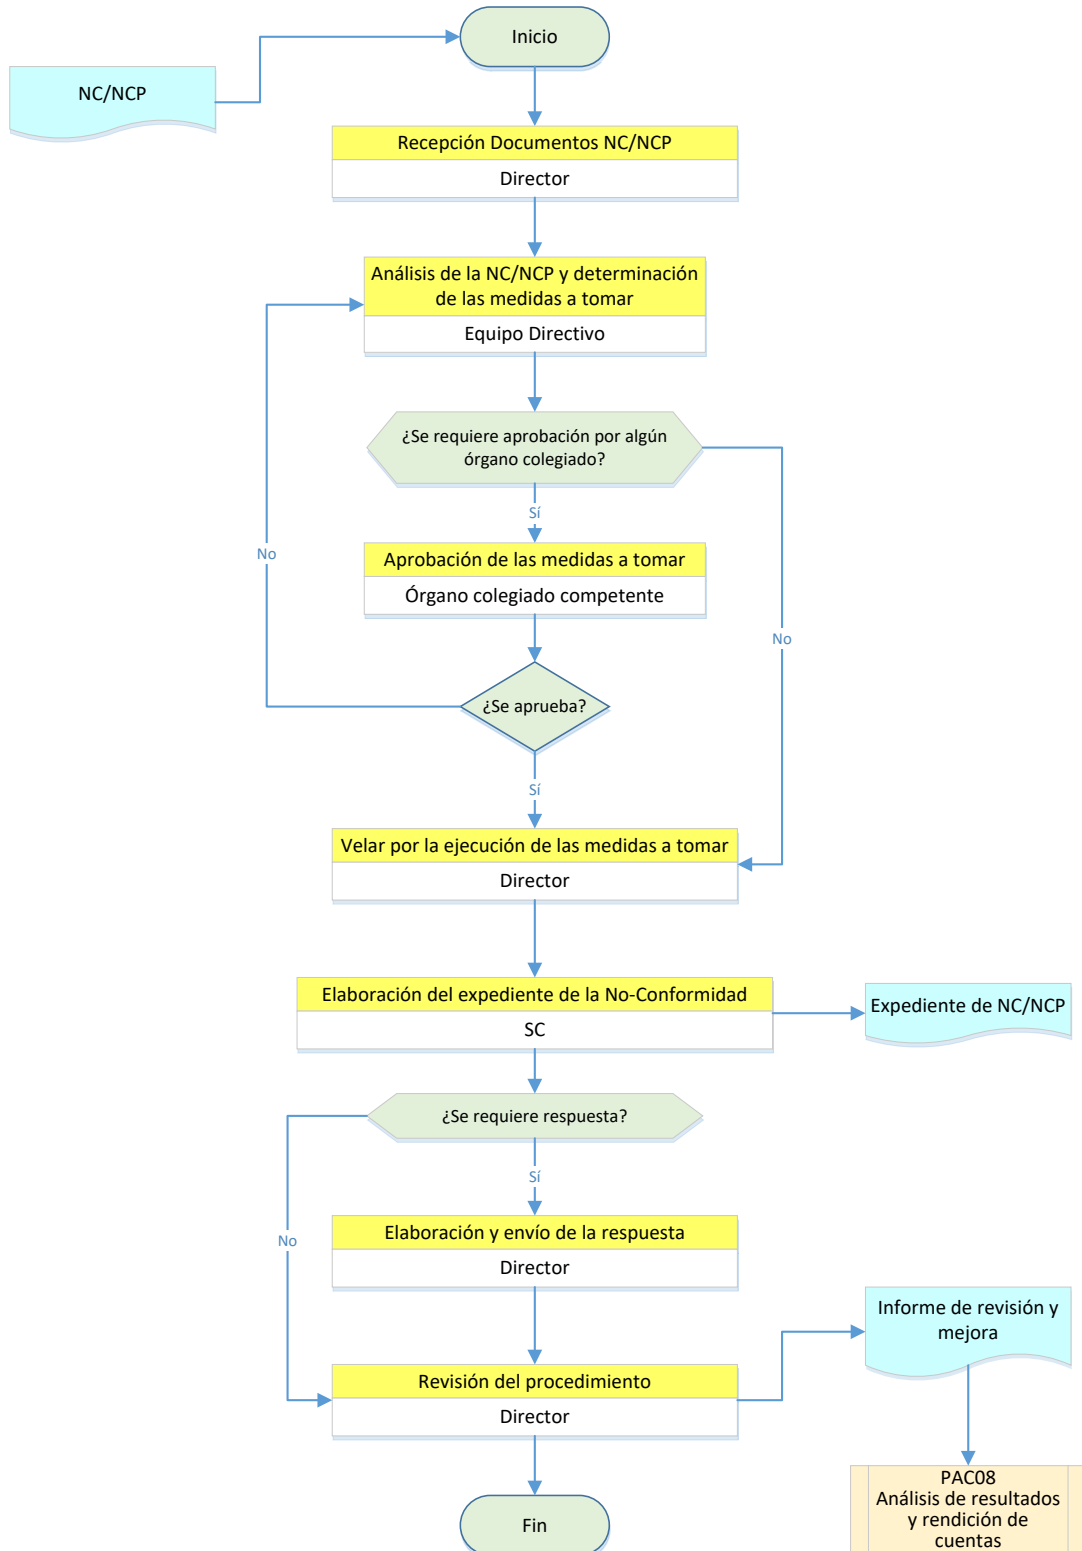 Inicio
NC/NCP
Recepción Documentos NC/NCP
Director
Análisis de la NC/NCP y determinación
de las medidas a tomar
Equipo Directivo
¿Se requiere aprobación por algún
órgano colegiado?
Sí
Aprobación de las medidas a tomar
Órgano colegiado competente
No
No
¿Se aprueba?
Sí
Velar por la ejecución de las medidas a tomar
Director
Elaboración del expediente de la No-Conformidad
SC
Expediente de NC/NCP
¿Se requiere respuesta?
Sí
Elaboración y envío de la respuesta
Director
No
Informe de revisión y
mejora
Revisión del procedimiento
Director
PAC08
Análisis de resultados
y rendición de
cuentas
Fin